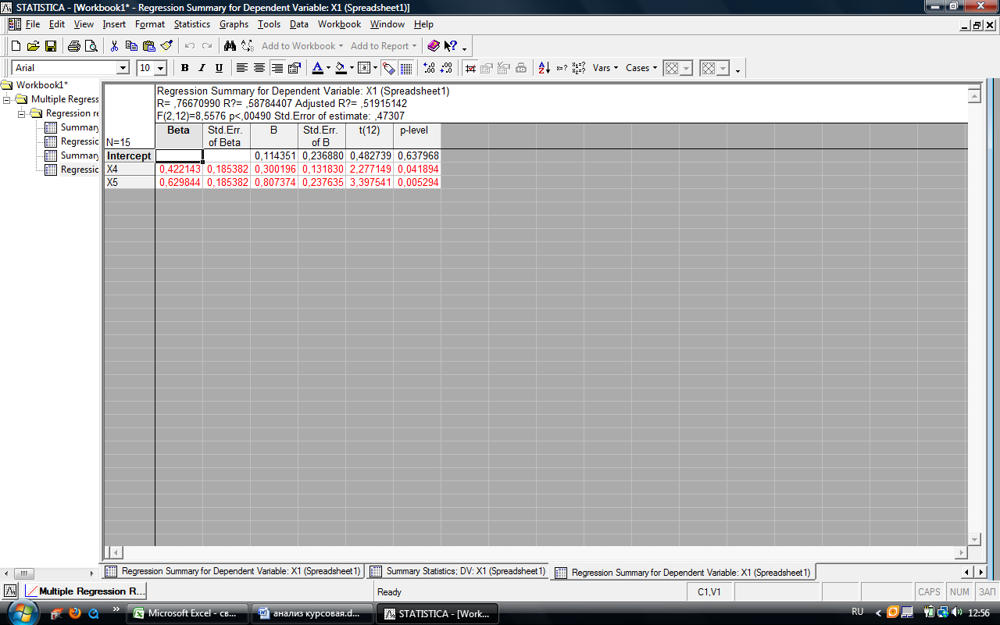 STATISTICA - [Workbook1* - Regression Summary for Dependent Variable: X1 (Spreadsheet1)]
File Edit View Insert Format Statistics Graphs Tools Data Workbook Window Help
Add to Workbook Add to Report
Arial 10 B I U Vars Cases
Workbook1*
Multiple Regress
Regression re
Summary
Regressic
Summary
Regressic
Regression Summary for Dependent Variable: X1 (Spreadsheet1)
R= ,76670990 R?= ,58784407 Adjusted R?= ,51915142
F(2,12)=8,5576 p<,00490 Std.Error of estimate: ,47307
N=15 Beta Std.Err. of Beta B Std.Err. of B t(12) p-level
Intercept 0,114351 0,236880 0,482739 0,637968
X4 0,422143 0,185382 0,300196 0,131830 2,277149 0,041894
X5 0,629844 0,185382 0,807374 0,237635 3,397541 0,005294
Regression Summary for Dependent Variable: X1 (Spreadsheet1) Summary Statistics; DV: X1 (Spreadsheet1) Regression Summary for Dependent Variable: X1 (Spreadsheet1)
Multiple Regression R... Ready C1,V1 CAPS NUM ЗАП
Microsoft Excel - св... анализ курсовая.d... STATISTICA - [Work... RU 12:56